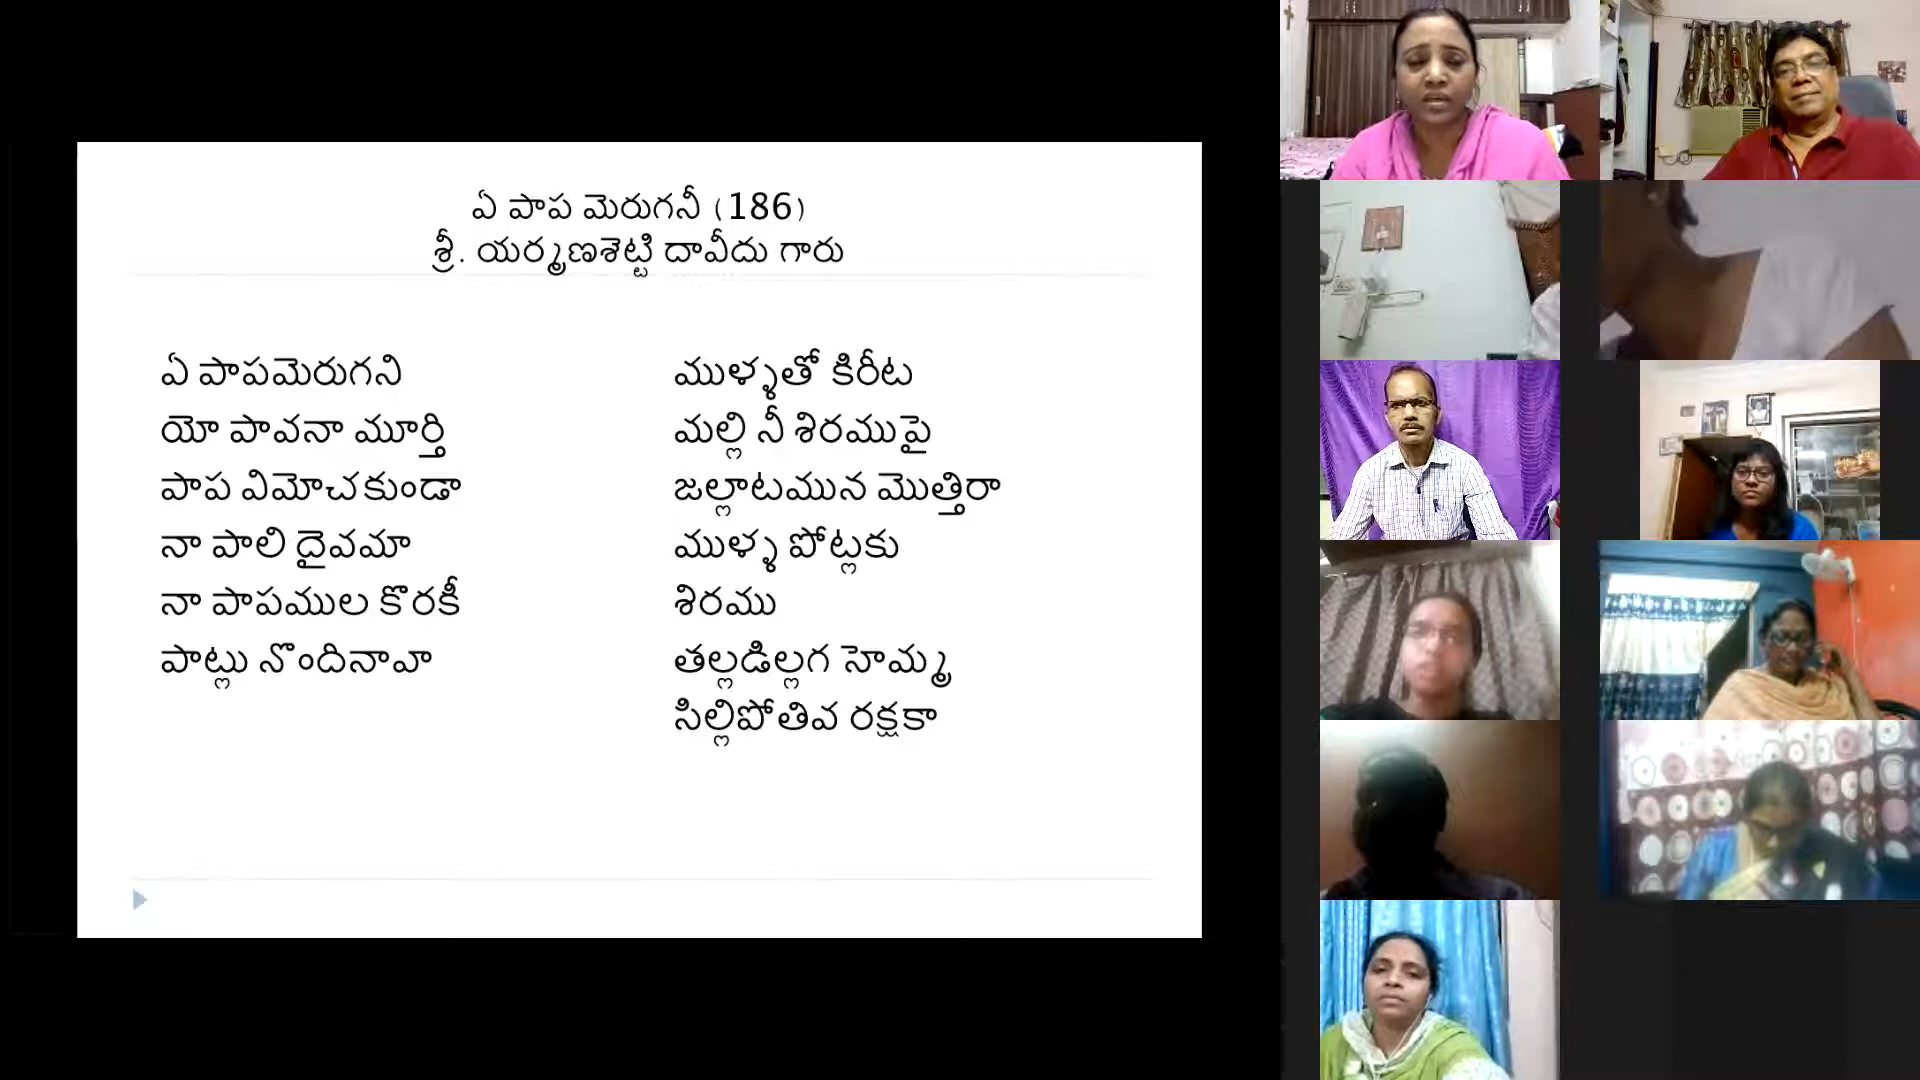 ఏ పాప మెరుగనీ (186)
శ్రీ. యర్మణశెట్టి దావీదు గారు
ఏ పాపమెరుగని
యో పావనా మూర్తి
పాప విమోచకుండా
నా పాలి దైవమా
నా పాపముల కొరకీ
పాట్లు నొందినావా
ముళ్ళతో కిరీట
మల్లి నీ శిరముపై
జల్లాటమున మొత్తిరా
ముళ్ళ పోట్లకు
శిరము
తల్లడిల్లగ సొమ్మ
సిల్లిపోతివ రక్షకా